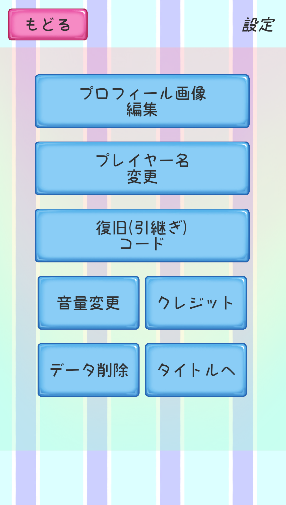 もどる
設定
プロフィール画像
編集
プレイヤー名
変更
復旧(引継ぎ)
コード
音量変更
クレジット
データ削除
タイトルへ